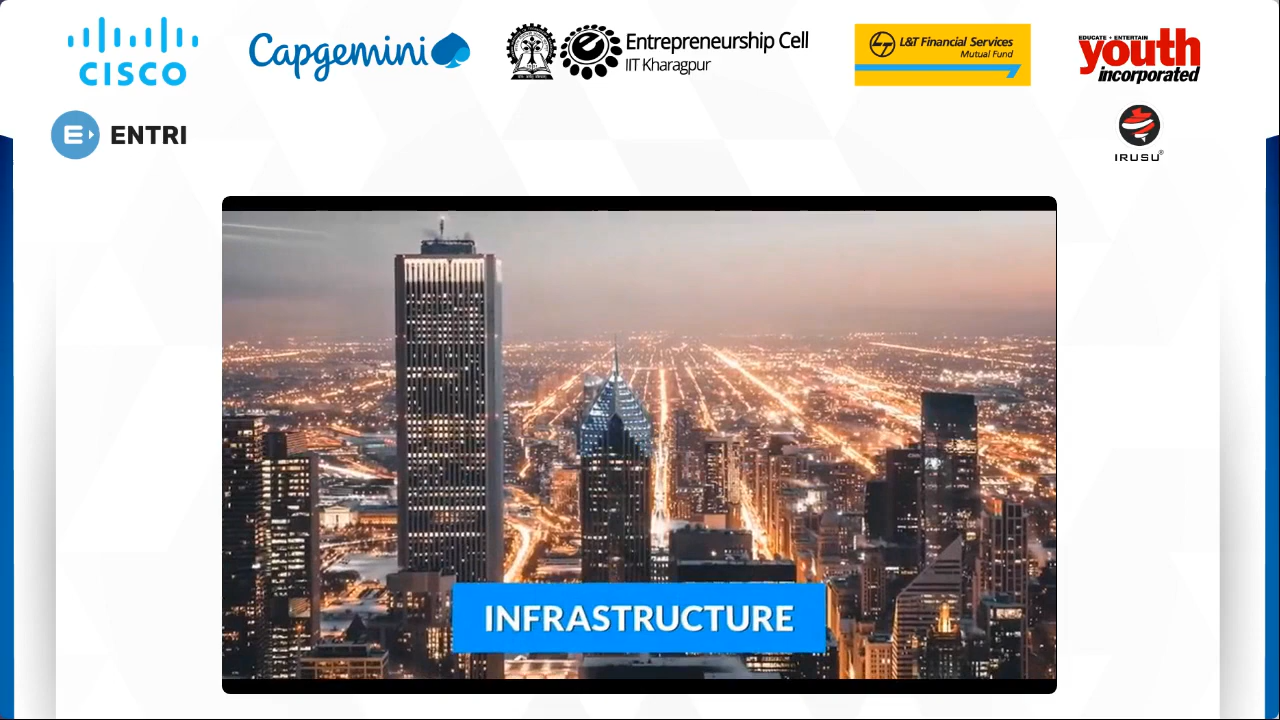 CISCO
Capgemini
Entrepreneurship Cell
IIT Kharagpur
L&T Financial Services
Mutual Fund
EDUCATE + ENTERTAIN
youth
incorporated
E ENTRI
IRUSU®
INFRASTRUCTURE